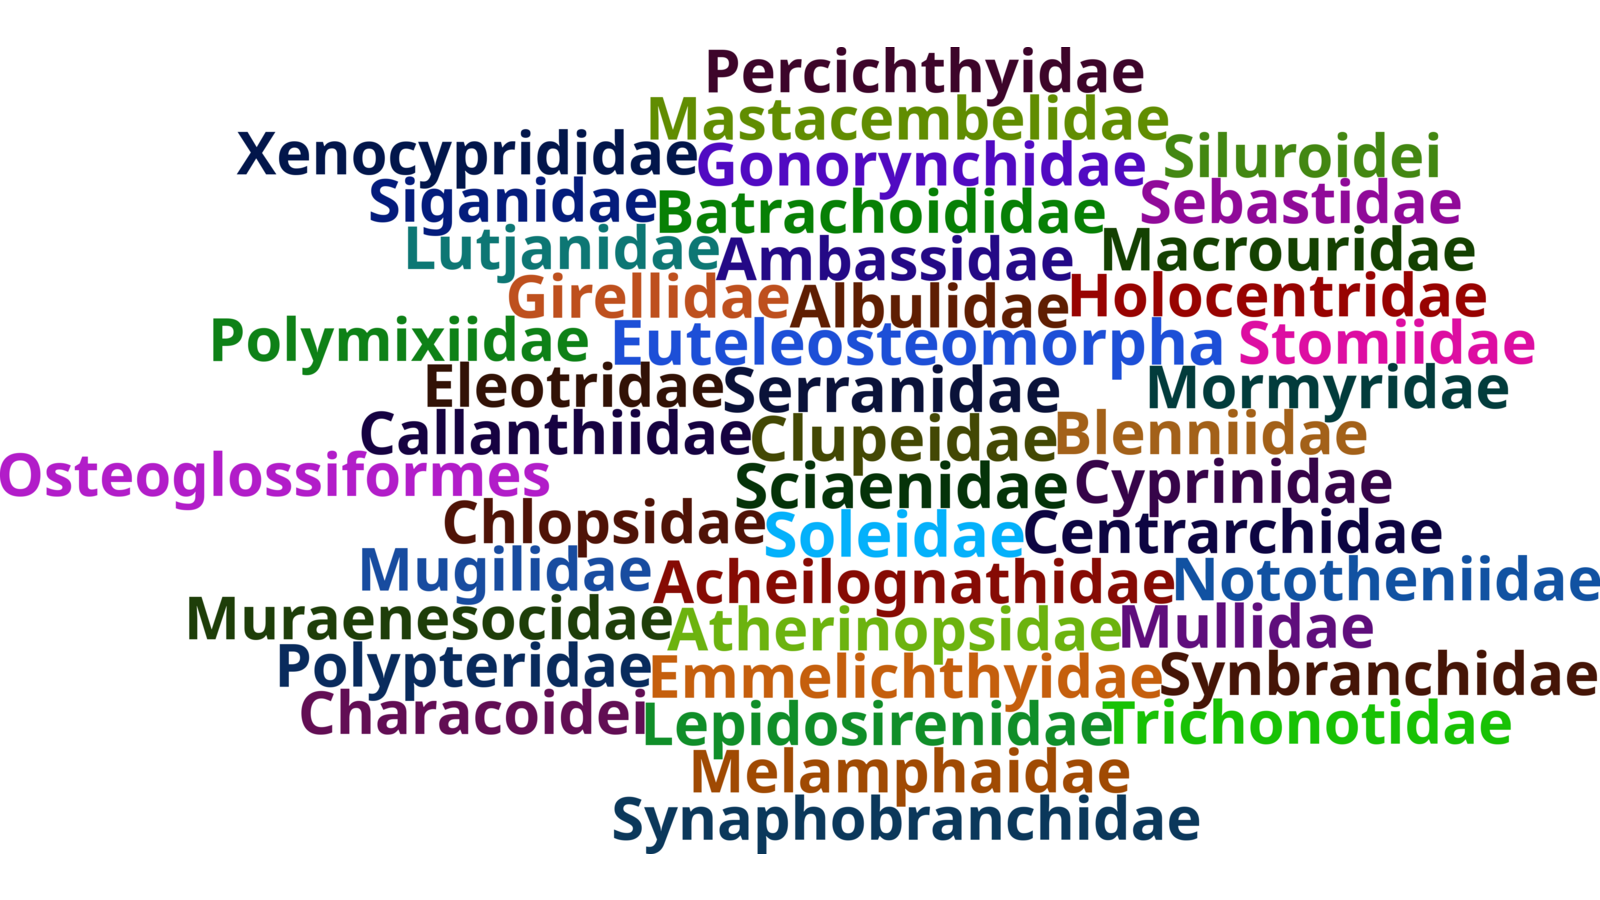 Percichthyidae
Mastacembelidae
Xenocyprididae Gonorynchidae Siluroidei
Siganidae Batrachoididae Sebastidae
Lutjanidae Ambassidae Macrouridae
Girellidae Albulidae Holocentridae
Polymixiidae Euteleosteomorpha Stomiidae
Eleotridae Serranidae Mormyridae
Callanthiidae Clupeidae Blenniidae
Osteoglossiformes Sciaenidae Cyprinidae
Chlopsidae Soleidae Centrarchidae
Mugilidae Acheilognathidae Nototheniidae
Muraenesocidae Atherinopsidae Mullidae
Polypteridae Emmelichthyidae Synbranchidae
Characoidei Lepidosirenidae Trichonotidae
Melamphaidae
Synaphobranchidae